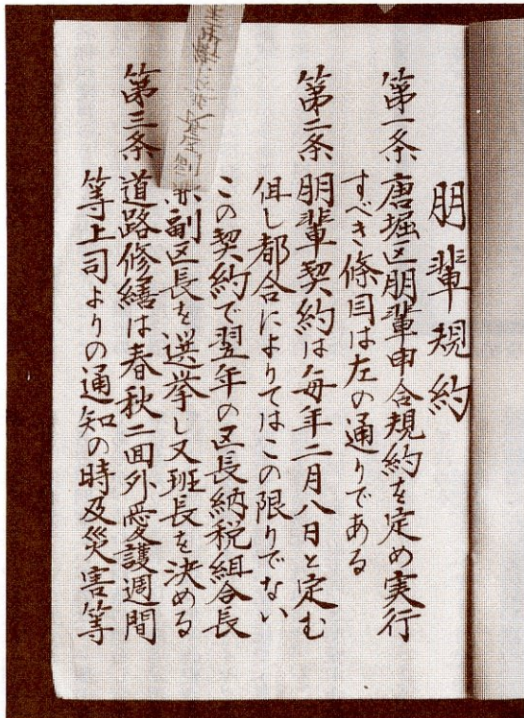 朋輩規約
第一条 唐堀区朋輩申合規約を定め実行
すべき條目は左の通りである
第二条 朋輩契約は毎年二月八日と定む
但し都合によりてはこの限りでない
この契約で翌年の区長納税組合長
副区長を選挙し又班長を決める
第三条 道路修繕は春秋二回外愛護週間
等上司よりの通知の時及災害等